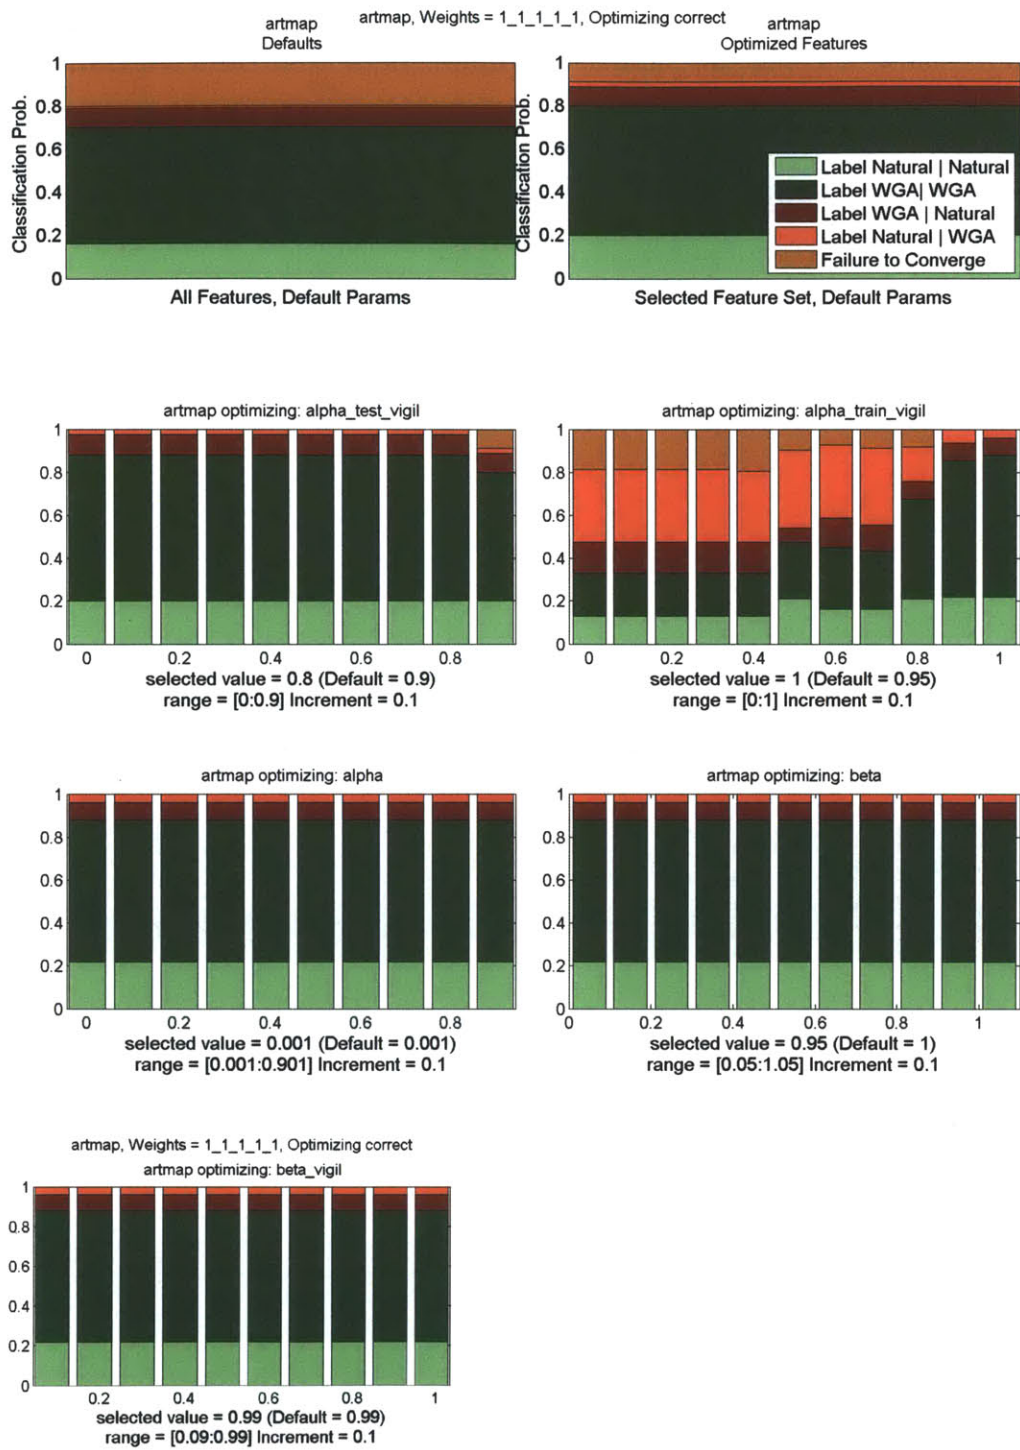 artmap, Weights = 1_1_1_1_1, Optimizing correct
artmap
Defaults
1
0.8
0.6
0.4
0.2
0
Classification Prob.
All Features, Default Params
artmap
Optimized Features
1
0.8
0.6
0.4
0.2
0
Classification Prob.
Label Natural | Natural
Label WGA| WGA
Label WGA | Natural
Label Natural | WGA
Failure to Converge
Selected Feature Set, Default Params
artmap optimizing: alpha_test_vigil
1
0.8
0.6
0.4
0.2
0
0 0.2 0.4 0.6 0.8
selected value = 0.8 (Default = 0.9)
range = [0:0.9] Increment = 0.1
artmap optimizing: alpha_train_vigil
1
0.8
0.6
0.4
0.2
0
0 0.2 0.4 0.6 0.8 1
selected value = 1 (Default = 0.95)
range = [0:1] Increment = 0.1
artmap optimizing: alpha
1
0.8
0.6
0.4
0.2
0
0 0.2 0.4 0.6 0.8
selected value = 0.001 (Default = 0.001)
range = [0.001:0.901] Increment = 0.1
artmap optimizing: beta
1
0.8
0.6
0.4
0.2
0
0 0.2 0.4 0.6 0.8 1
selected value = 0.95 (Default = 1)
range = [0.05:1.05] Increment = 0.1
artmap, Weights = 1_1_1_1_1, Optimizing correct
artmap optimizing: beta_vigil
1
0.8
0.6
0.4
0.2
0
0.2 0.4 0.6 0.8 1
selected value = 0.99 (Default = 0.99)
range = [0.09:0.99] Increment = 0.1